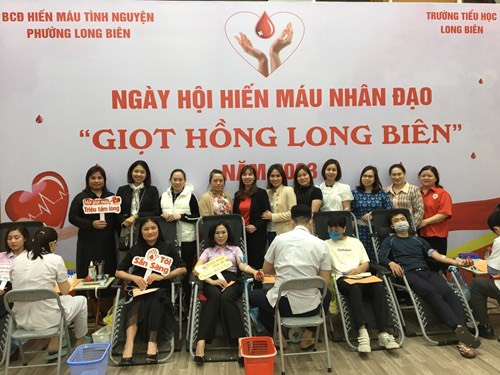 BCĐ HIẾN MÁU TÌNH NGUYỆN
PHƯỜNG LONG BIÊN
TRƯỜNG TIỂU HỌC
LONG BIÊN
NGÀY HỘI HIẾN MÁU NHÂN ĐẠO
“GIỌT HỒNG LONG BIÊN”
NĂM
Triệu tấm lòng
Tôi
Sẵn Sàng